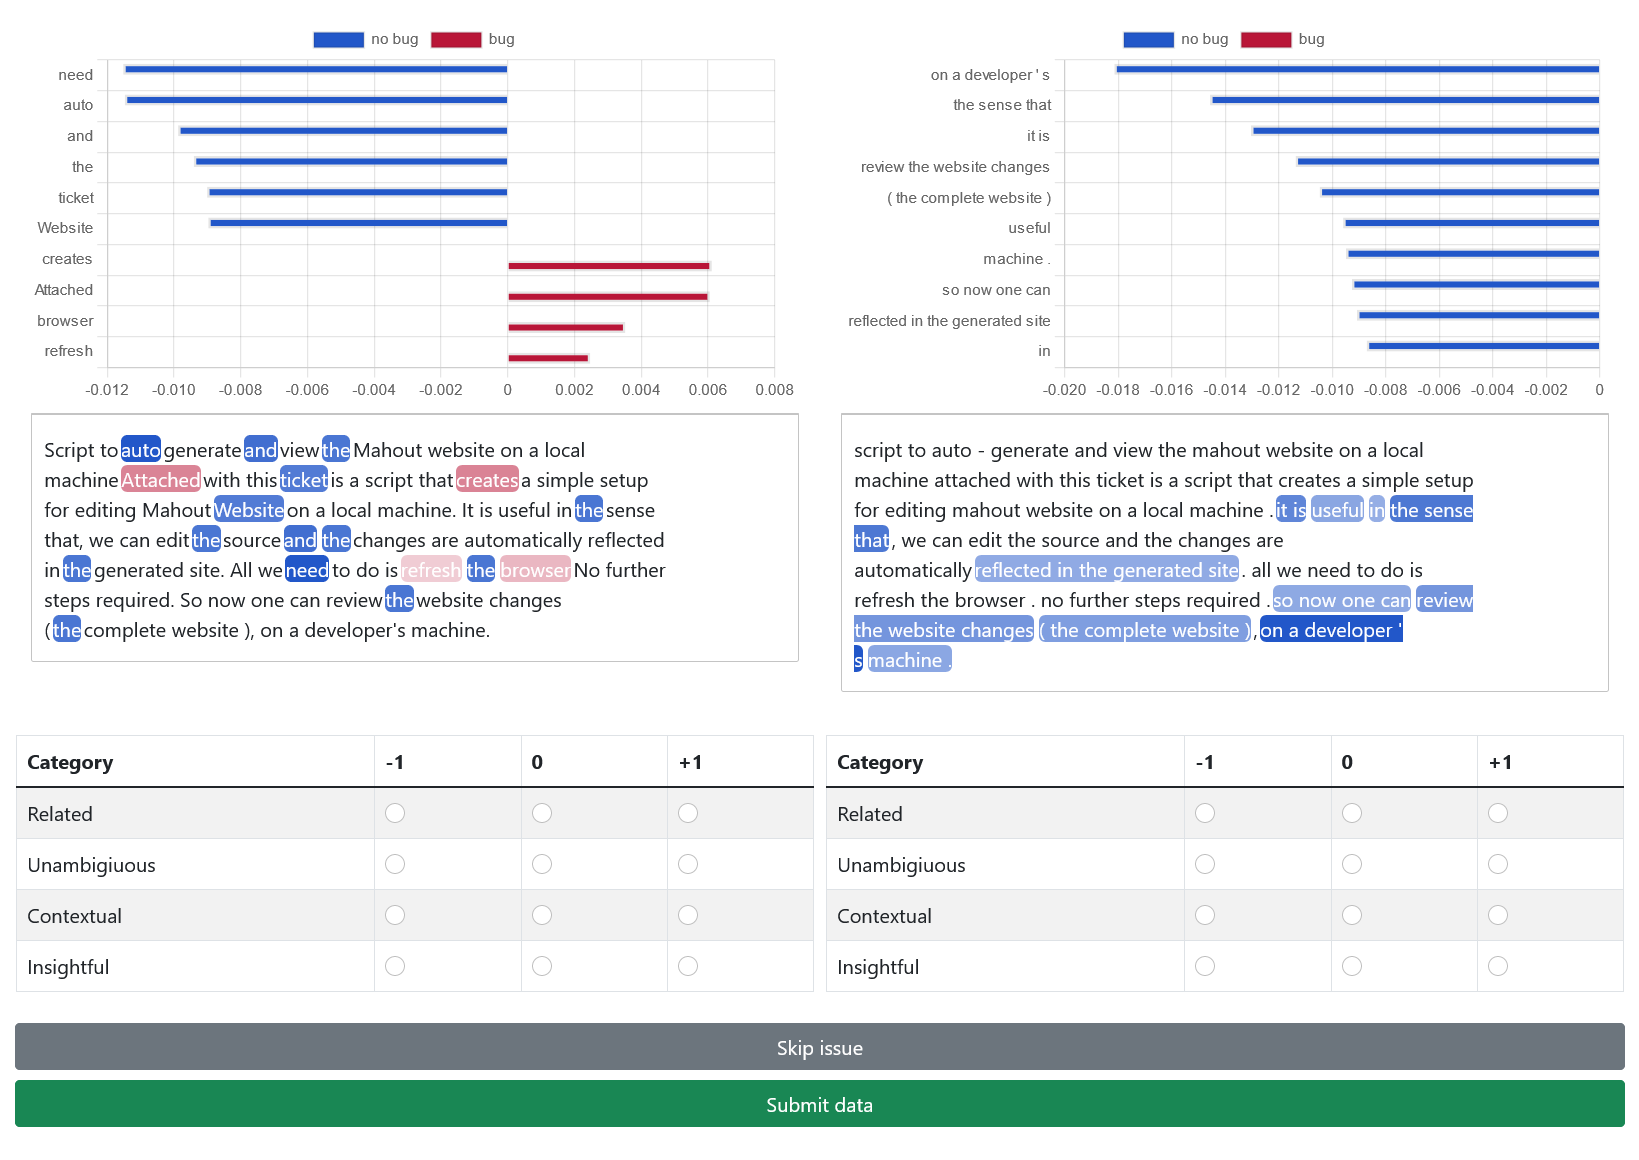 no bug bug
need
auto
and
the
ticket
Website
creates
Attached
browser
refresh
-0.012 -0.010 -0.008 -0.006 -0.004 -0.002 0 0.002 0.004 0.006 0.008
Script to auto generate and view the Mahout website on a local
machine Attached with this ticket is a script that creates a simple setup
for editing Mahout Website on a local machine. It is useful in the sense
that, we can edit the source and the changes are automatically reflected
in the generated site. All we need to do is refresh the browser No further
steps required. So now one can review the website changes
(the complete website ), on a developer's machine.
no bug bug
on a developer ' s
the sense that
it is
review the website changes
( the complete website )
useful
machine .
so now one can
reflected in the generated site
in
-0.020 -0.018 -0.016 -0.014 -0.012 -0.010 -0.008 -0.006 -0.004 -0.002 0
script to auto - generate and view the mahout website on a local
machine attached with this ticket is a script that creates a simple setup
for editing mahout website on a local machine . it is useful in the sense
that , we can edit the source and the changes are
automatically reflected in the generated site . all we need to do is
refresh the browser . no further steps required . so now one can review
the website changes ( the complete website ) , on a developer '
s machine .
Category -1 0 +1
Related
Unambigiuous
Contextual
Insightful
Category -1 0 +1
Related
Unambigiuous
Contextual
Insightful
Skip issue
Submit data